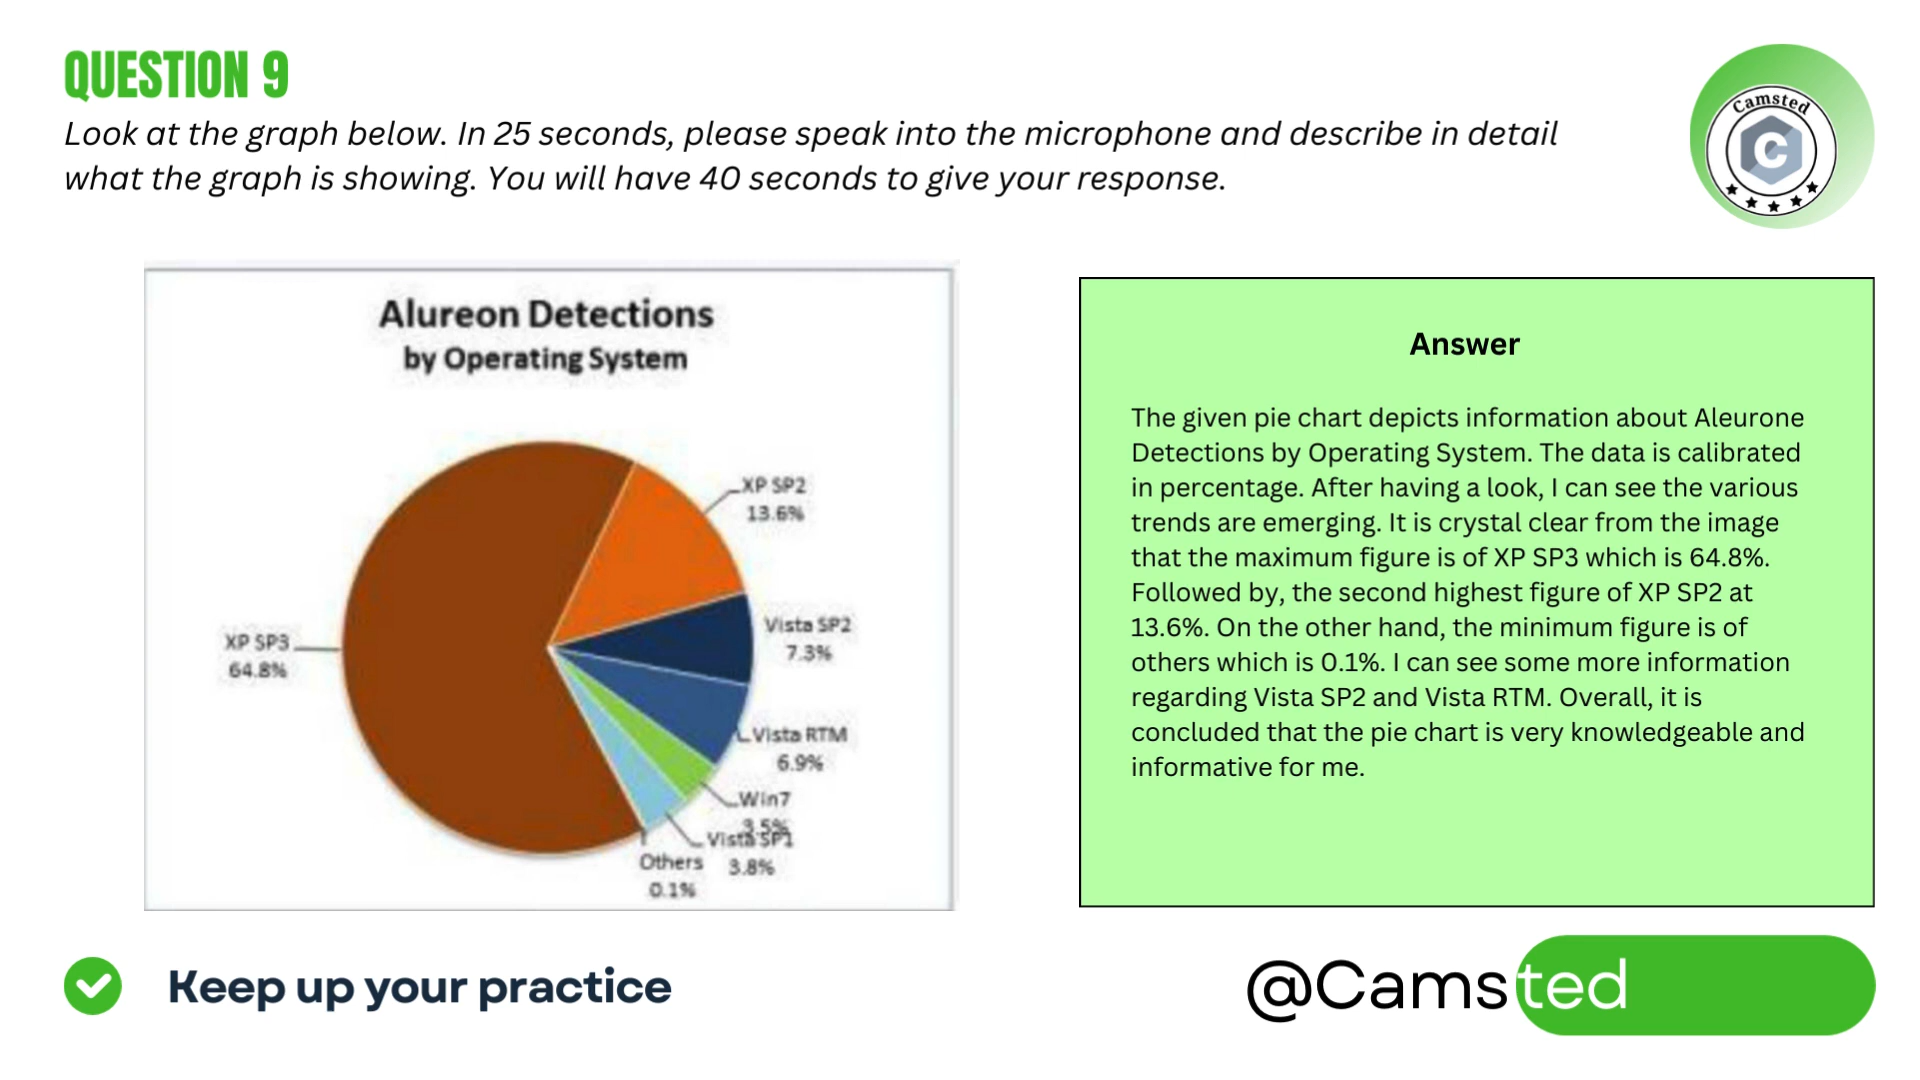 QUESTION 9
Look at the graph below. In 25 seconds, please speak into the microphone and describe in detail
what the graph is showing. You will have 40 seconds to give your response.
Camsted
C
Alureon Detections
by Operating System
XP SP2
13.6%
Vista SP2
7.3%
XP SP3
64.8%
Vista RTM
6.9%
Win7
3.5%
Vista SP1
3.8%
Others
0.1%
Answer
The given pie chart depicts information about Aleurone
Detections by Operating System. The data is calibrated
in percentage. After having a look, I can see the various
trends are emerging. It is crystal clear from the image
that the maximum figure is of XP SP3 which is 64.8%.
Followed by, the second highest figure of XP SP2 at
13.6%. On the other hand, the minimum figure is of
others which is 0.1%. I can see some more information
regarding Vista SP2 and Vista RTM. Overall, it is
concluded that the pie chart is very knowledgeable and
informative for me.
Keep up your practice
@Camsted